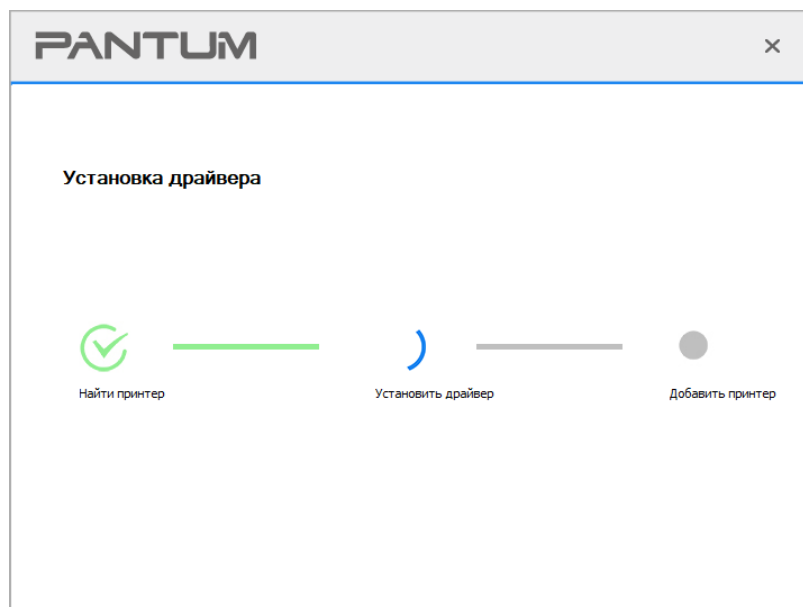 PANTUM
Установка драйвера
Найти принтер
Установить драйвер
Добавить принтер